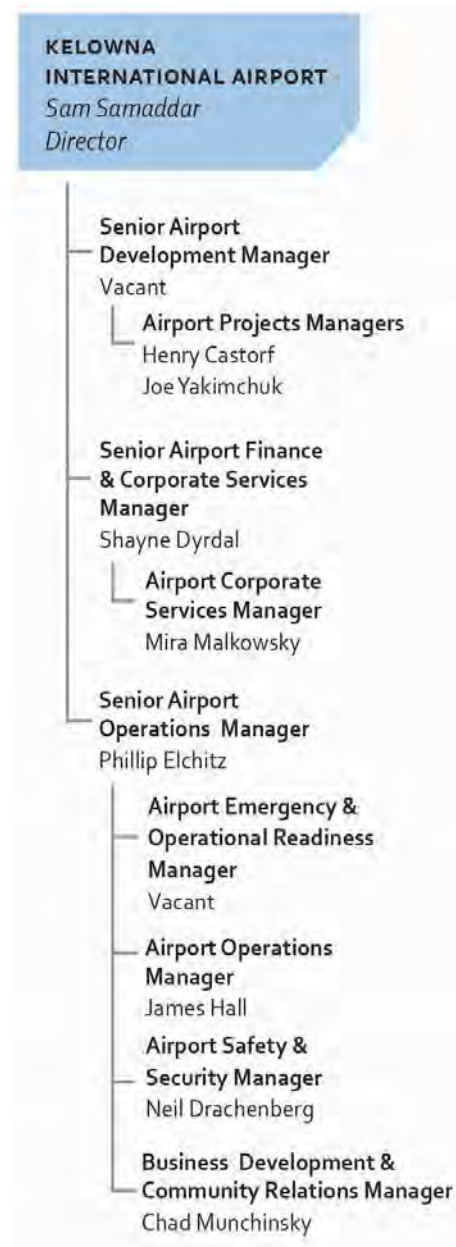 KELOWNA
INTERNATIONAL AIRPORT
Sam Samaddar
Director
Senior Airport
Development Manager
Vacant
Airport Projects Managers
Henry Castorf
Joe Yakimchuk
Senior Airport Finance
& Corporate Services
Manager
Shayne Dyrdal
Airport Corporate
Services Manager
Mira Malkowsky
Senior Airport
Operations Manager
Phillip Elchitz
Airport Emergency &
Operational Readiness
Manager
Vacant
Airport Operations
Manager
James Hall
Airport Safety &
Security Manager
Neil Drachenberg
Business Development &
Community Relations Manager
Chad Munchinsky